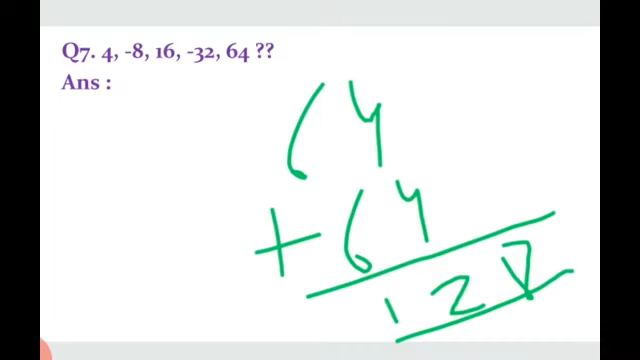 Q7. 4, -8, 16, -32, 64 ??
Ans :
64
+ 64
128